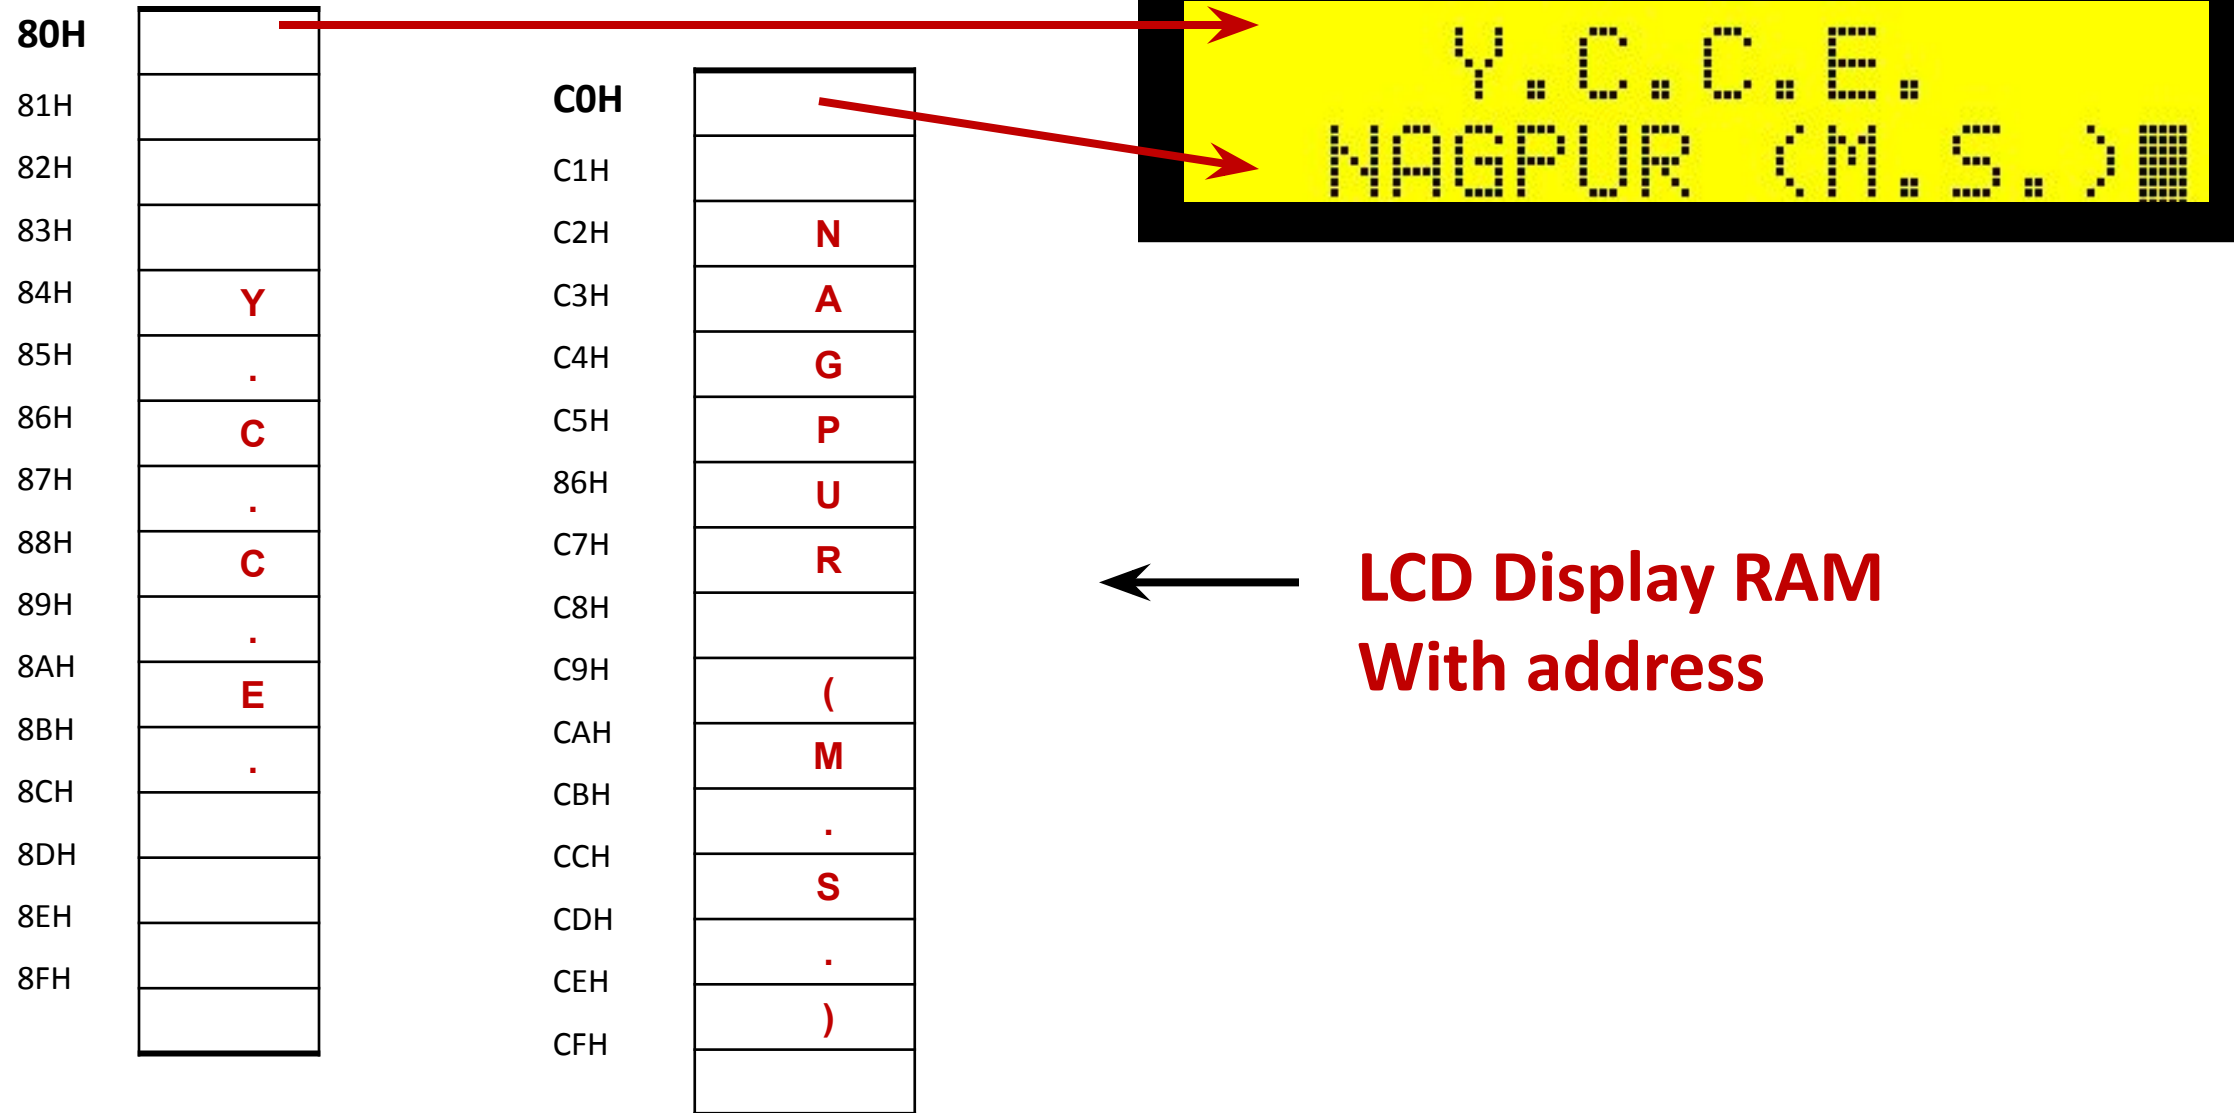 80H
81H
82H
83H
84H Y
85H .
86H C
87H .
88H C
89H .
8AH E
8BH .
8CH
8DH
8EH
8FH
C0H
C1H
C2H N
C3H A
C4H G
C5H P
86H U
C7H R
C8H
C9H (
CAH M
CBH .
CCH S
CDH .
CEH )
CFH
Y.C.C.E.
NAGPUR (M.S.)
LCD Display RAM
With address